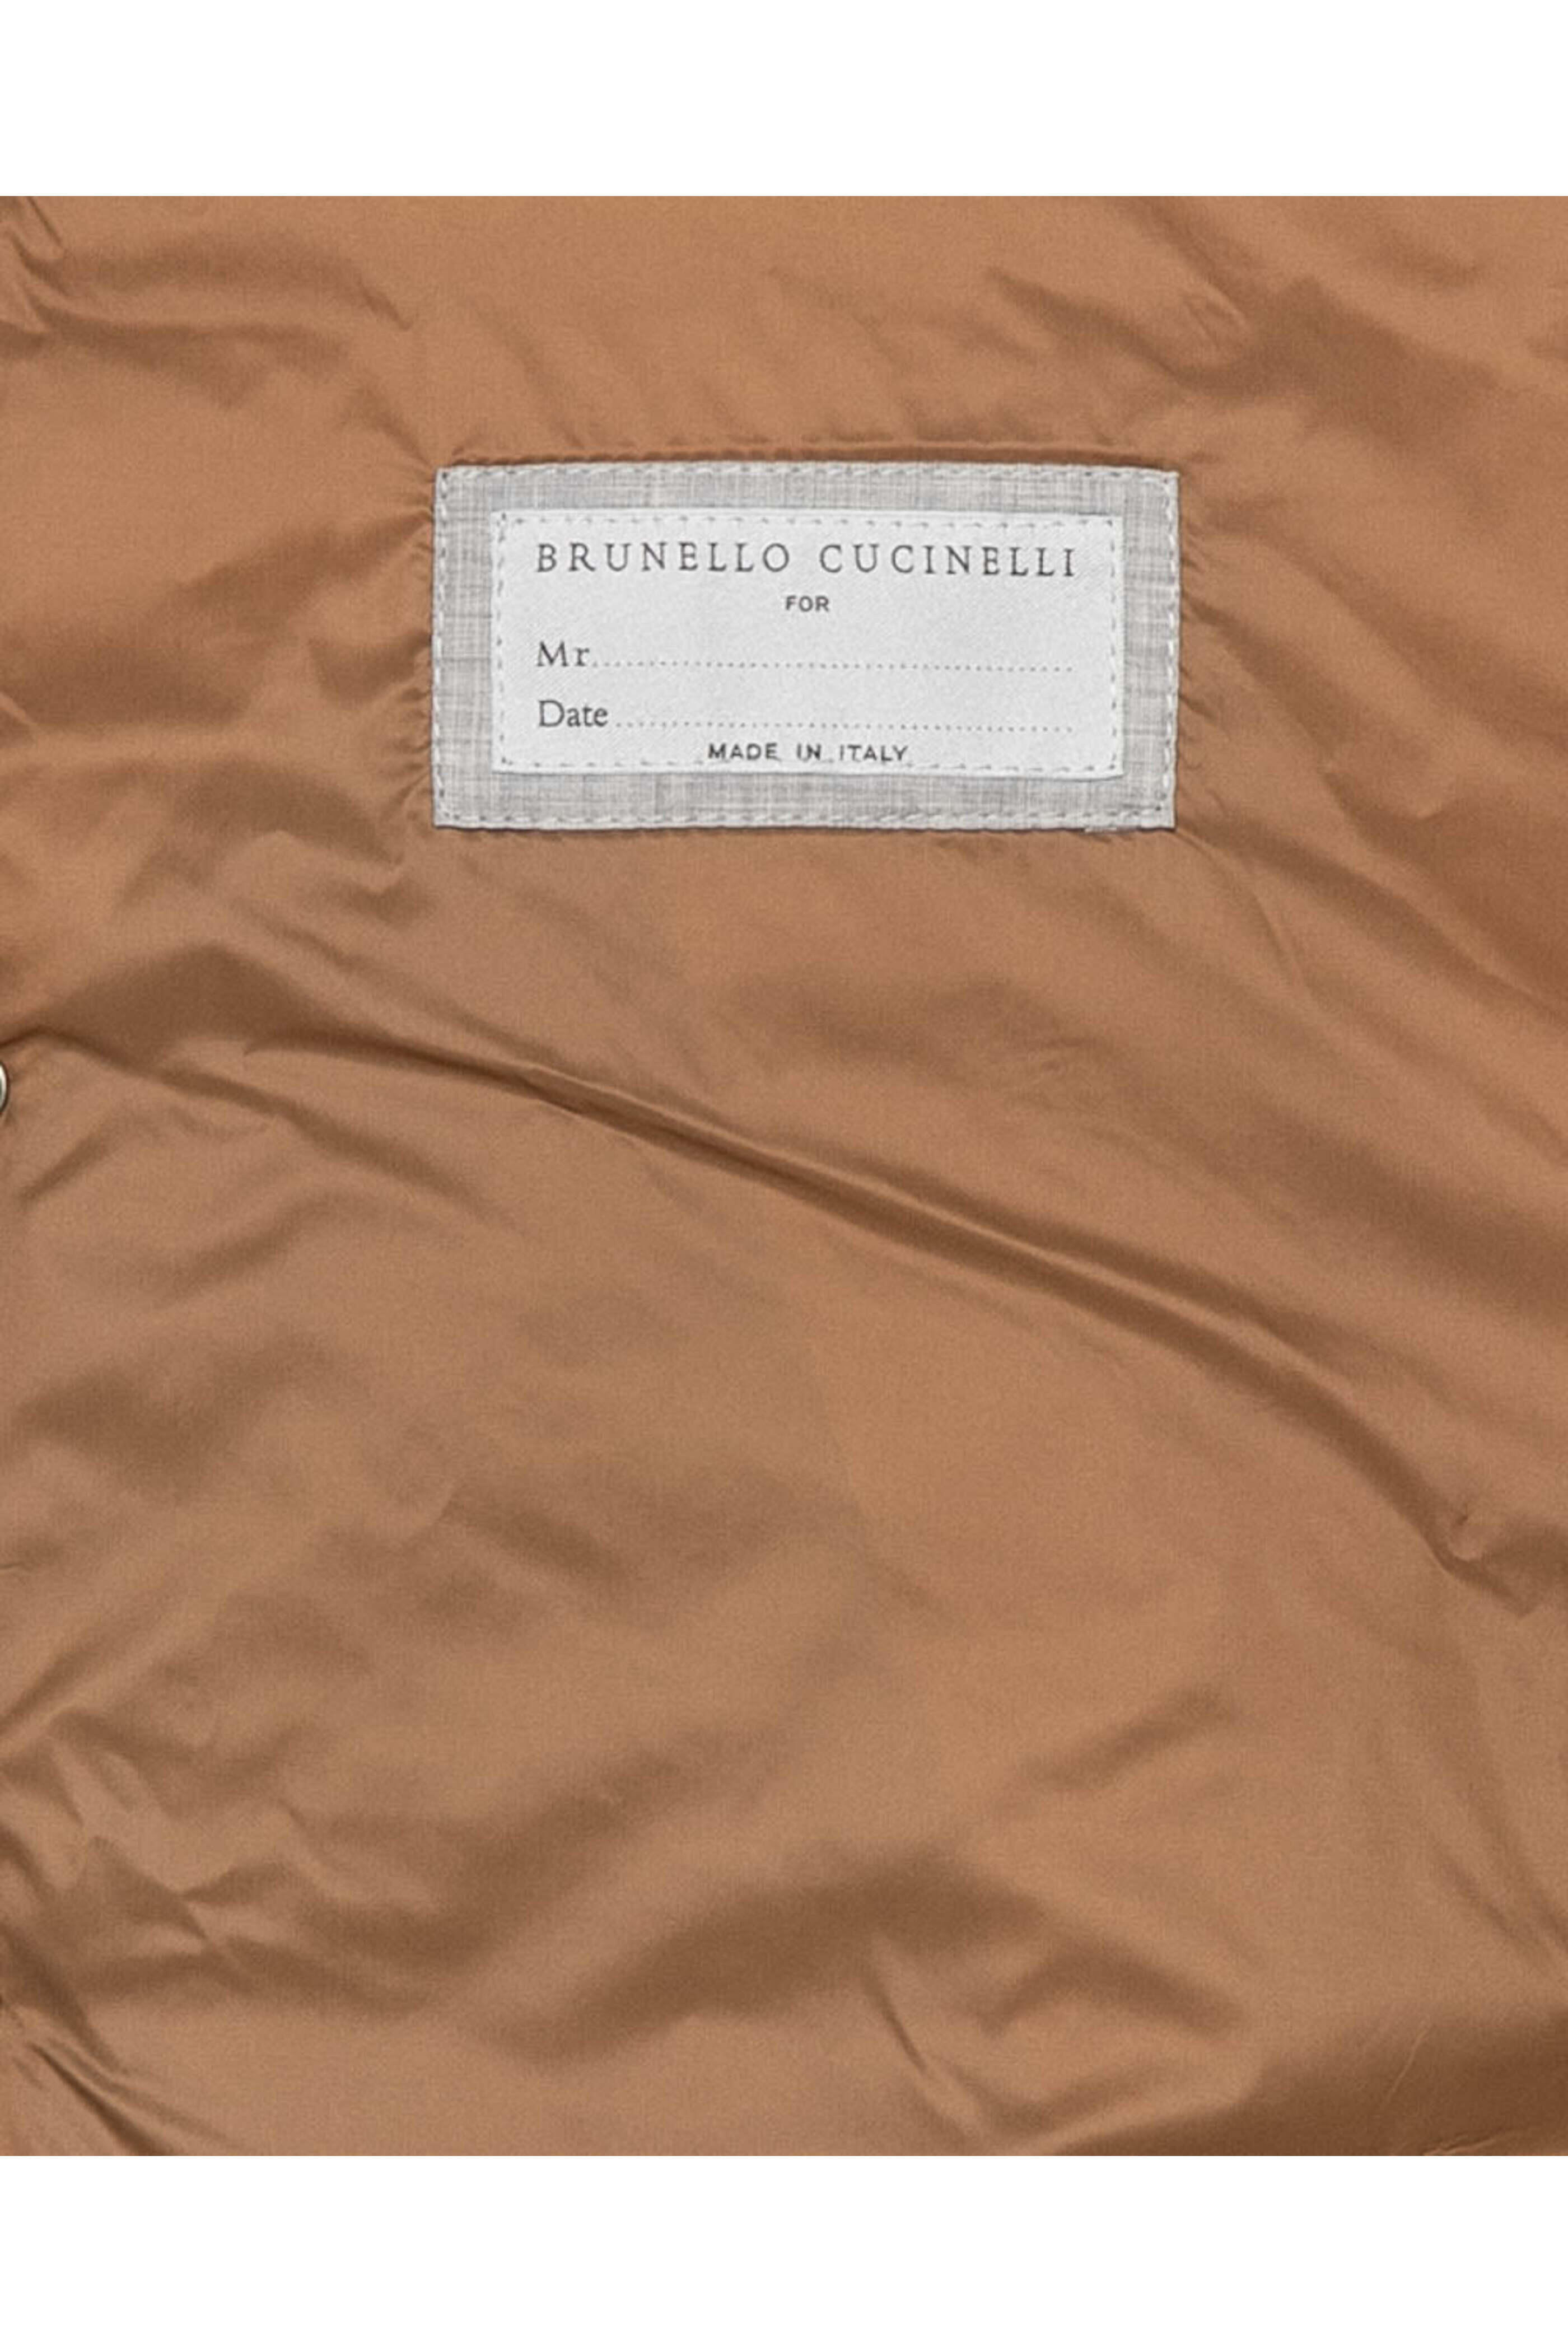 BRUNELLO CUCINELLI
FOR
Mr..........................................................
Date......................................................
MADE IN ITALY